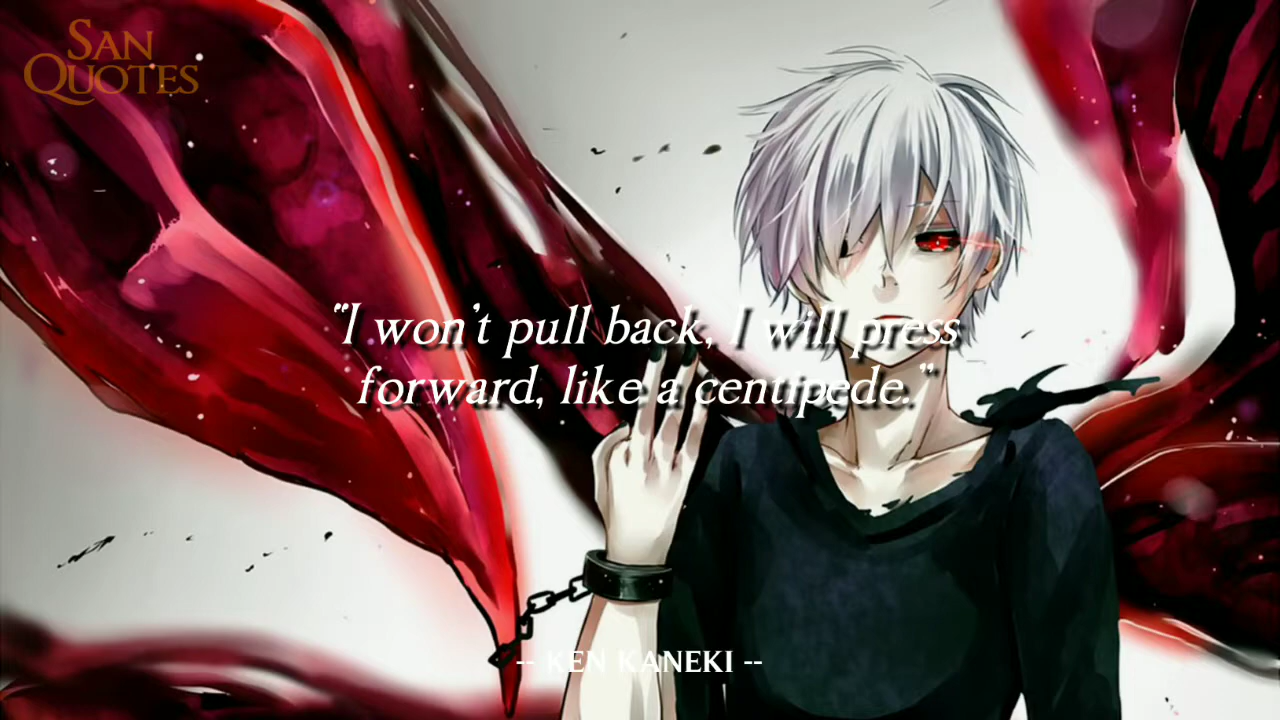 SAN
QUOTES
“I won’t pull back, I will press
forward, like a centipede.”
-- KEN KANEKI --